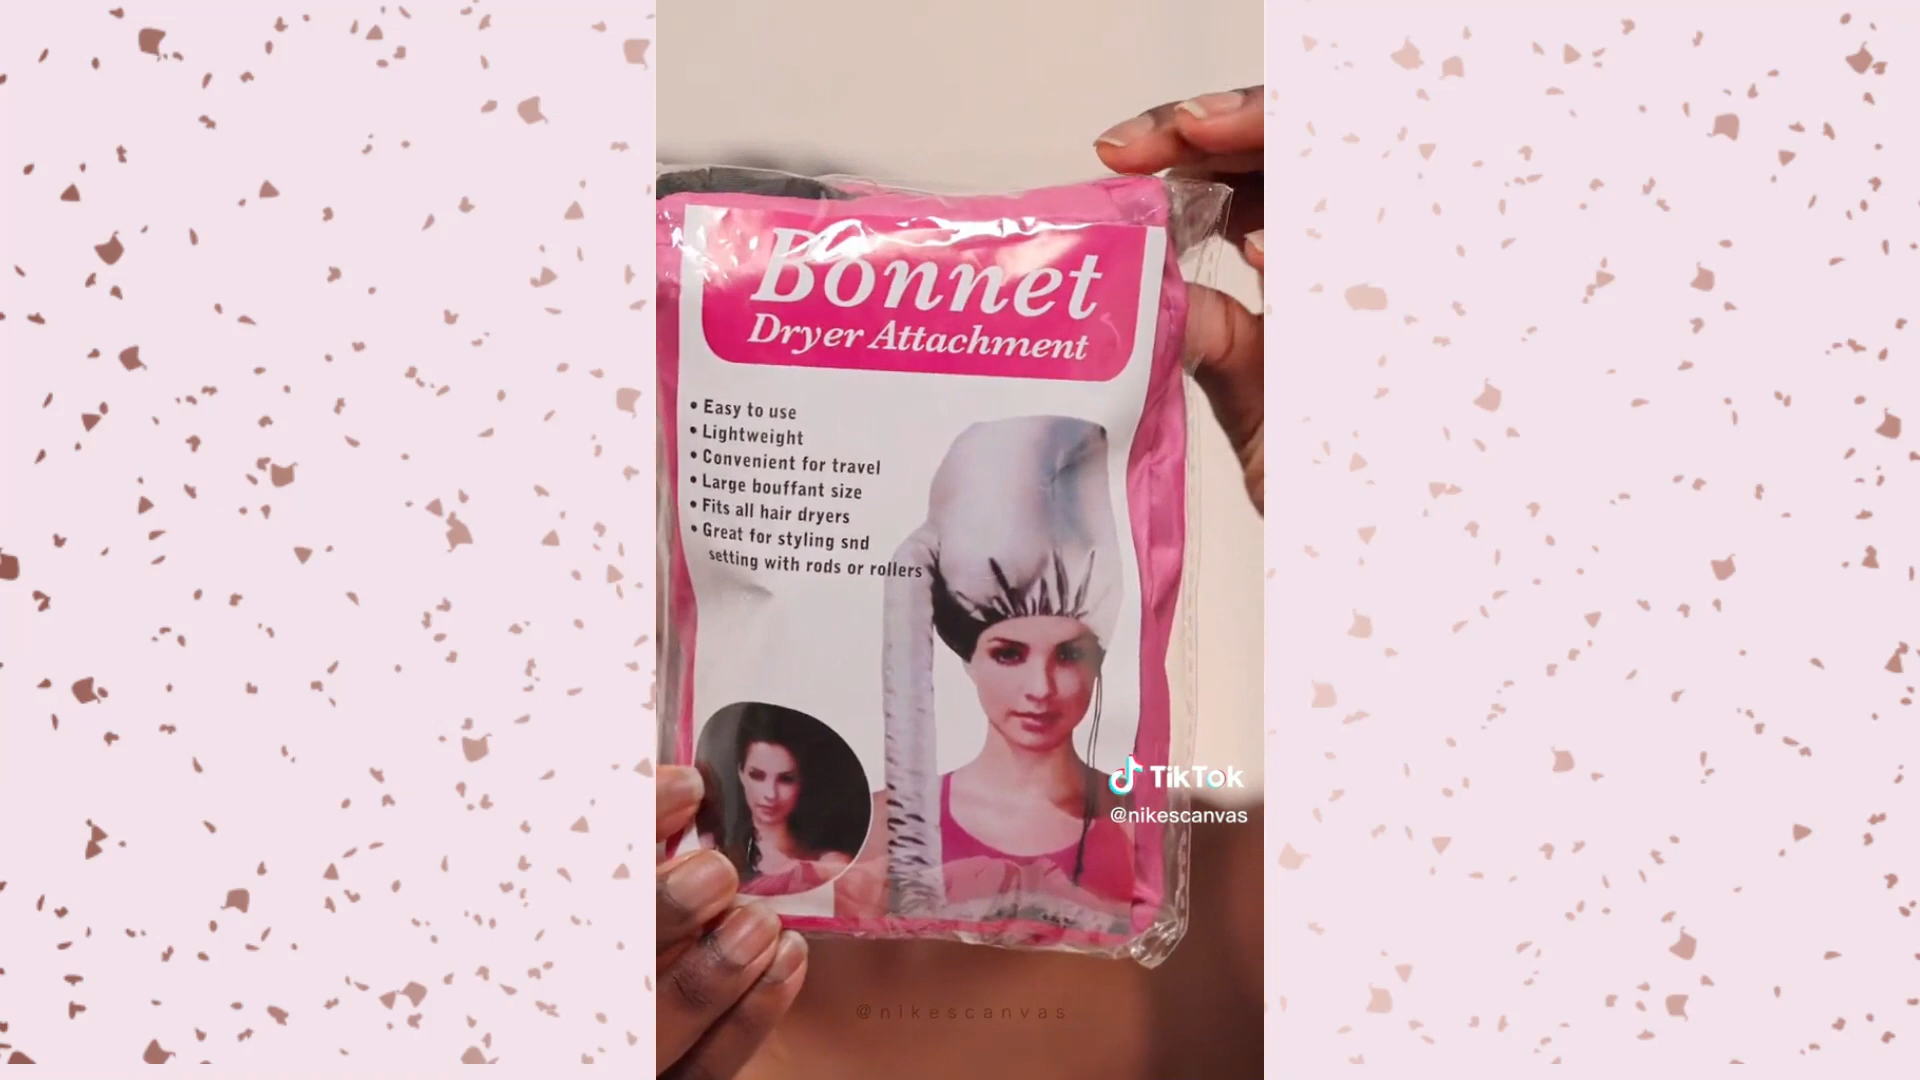 Bonnet
Dryer Attachment
• Easy to use
• Lightweight
• Convenient for travel
• Large bouffant size
• Fits all hair dryers
• Great for styling snd
setting with rods or rollers
TikTok
@nikescanvas
@nikescanvas